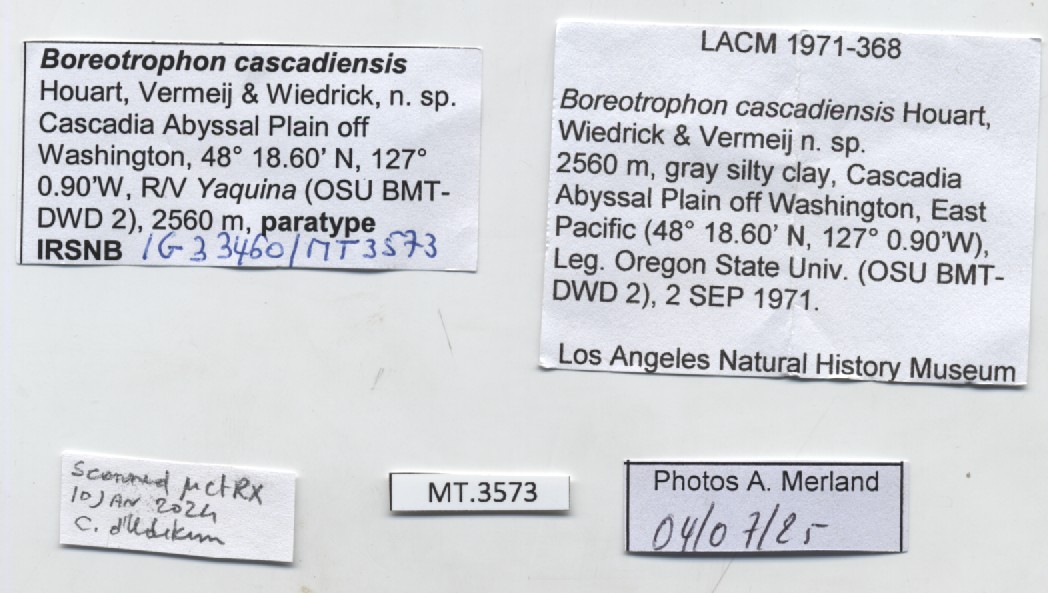 Boreotrophon cascadiensis
Houart, Vermeij & Wiedrick, n. sp.
Cascadia Abyssal Plain off
Washington, 48° 18.60' N, 127°
0.90'W, R/V Yaquina (OSU BMT-
DWD 2), 2560 m, paratype
IRSNB IG 33460/MT3573
LACM 1971-368
Boreotrophon cascadiensis Houart,
Wiedrick & Vermeij n. sp.
2560 m, gray silty clay, Cascadia
Abyssal Plain off Washington, East
Pacific (48° 18.60' N, 127° 0.90'W),
Leg. Oregon State Univ. (OSU BMT-
DWD 2), 2 SEP 1971.
Los Angeles Natural History Museum
Scanned µctRX
10 JAN 2024
C. d'Udekem
MT.3573
Photos A. Merland
04/07/25